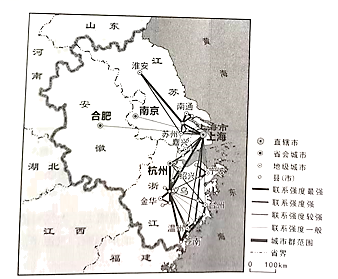 山 东
河
南
江
苏
黄
海
淮安
南京
南通
合肥
安
徽
苏州
上海
嘉兴
湖 北
杭州
浙
江
绍兴
义乌
金华
温州
江 西
福 建
直辖市
省会城市
地级城市
县(市)
联系强度最强
联系强度强
联系强度较强
联系强度一般
城市群范围
省界
0 100km